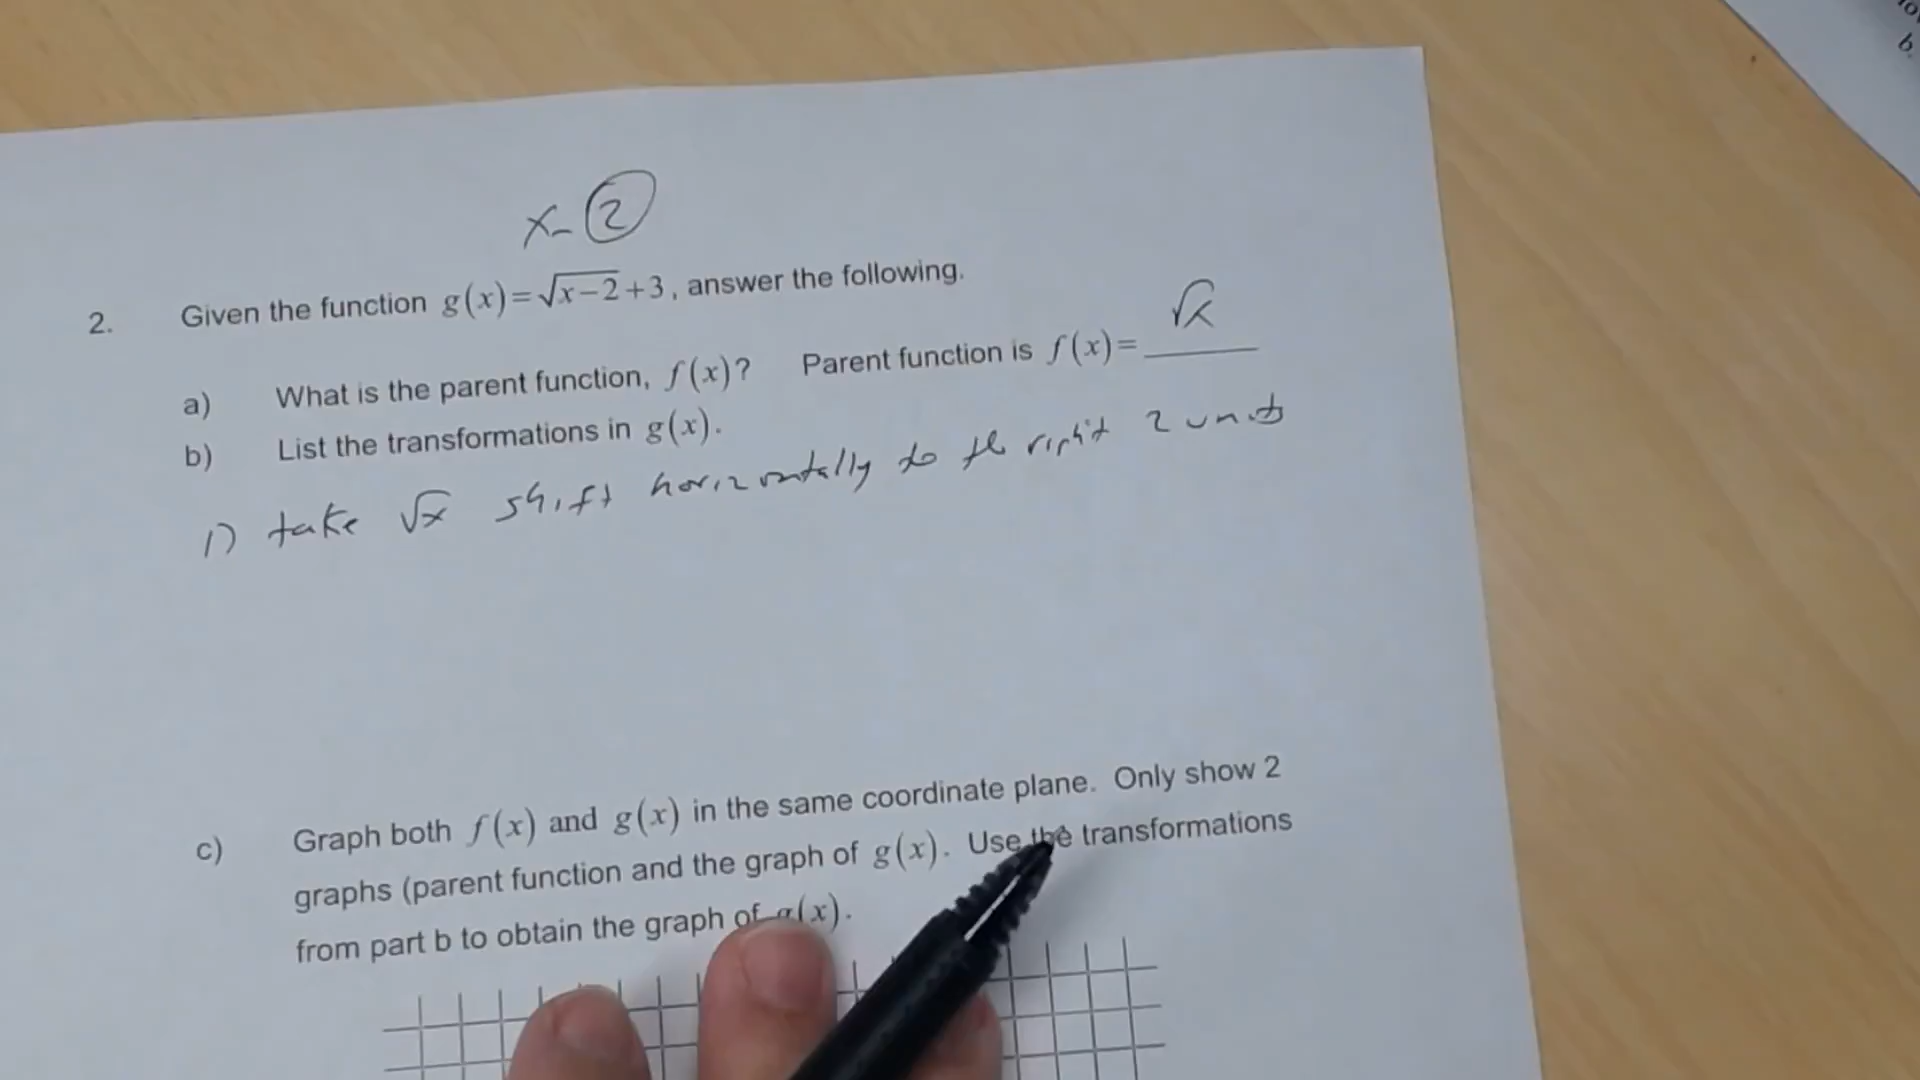 x-2
2. Given the function g(x)=√x-2+3, answer the following.
a) What is the parent function, f(x)? Parent function is f(x)= √x
b) List the transformations in g(x).
1) take √x shift horizontally to the right 2 units
c) Graph both f(x) and g(x) in the same coordinate plane. Only show 2
graphs (parent function and the graph of g(x). Use the transformations
from part b to obtain the graph of g(x).
b.